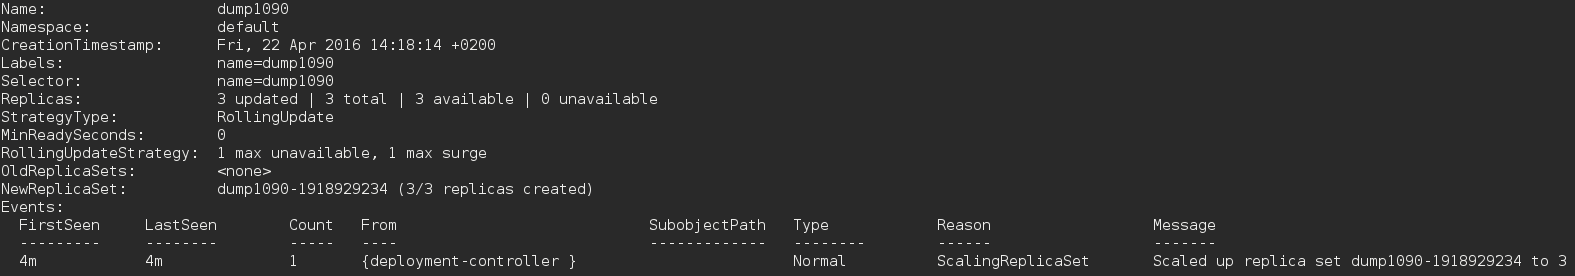 Name: dump1090
Namespace: default
CreationTimestamp: Fri, 22 Apr 2016 14:18:14 +0200
Labels: name=dump1090
Selector: name=dump1090
Replicas: 3 updated | 3 total | 3 available | 0 unavailable
StrategyType: RollingUpdate
MinReadySeconds: 0
RollingUpdateStrategy: 1 max unavailable, 1 max surge
OldReplicaSets: <none>
NewReplicaSet: dump1090-1918929234 (3/3 replicas created)
Events:
FirstSeen LastSeen Count From SubobjectPath Type Reason Message
--------- -------- ----- ---- ------------- -------- ------ -------
4m 4m 1 {deployment-controller } Normal ScalingReplicaSet Scaled up replica set dump1090-1918929234 to 3